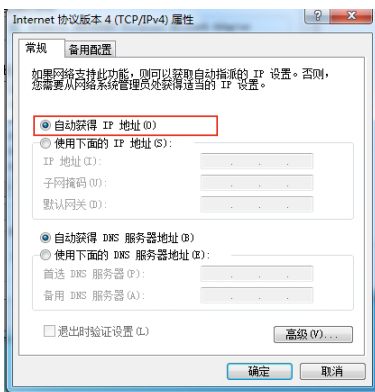 Internet 协议版本 4 (TCP/IPv4) 属性
常规 备用配置
如果网络支持此功能，则可以获取自动指派的 IP 设置。否则，
您需要从网络系统管理员处获得适当的 IP 设置。
自动获得 IP 地址(O)
使用下面的 IP 地址(S):
IP 地址(I):
子网掩码(U):
默认网关(D):
自动获得 DNS 服务器地址(B)
使用下面的 DNS 服务器地址(E):
首选 DNS 服务器(P):
备用 DNS 服务器(A):
退出时验证设置(L)
高级(V)...
确定 取消